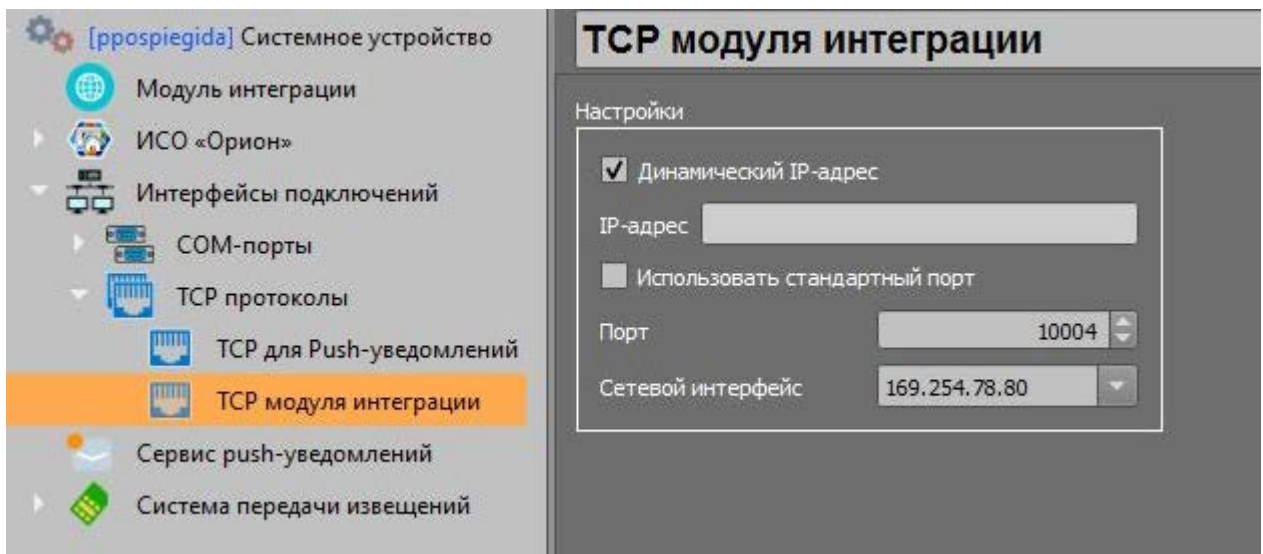 [ppospiegida] Системное устройство
Модуль интеграции
ИСО «Орион»
Интерфейсы подключений
COM-порты
TCP протоколы
TCP для Push-уведомлений
TCP модуля интеграции
Сервис push-уведомлений
Система передачи извещений
TCP модуля интеграции
Настройки
Динамический IP-адрес
IP-адрес
Использовать стандартный порт
Порт 10004
Сетевой интерфейс 169.254.78.80